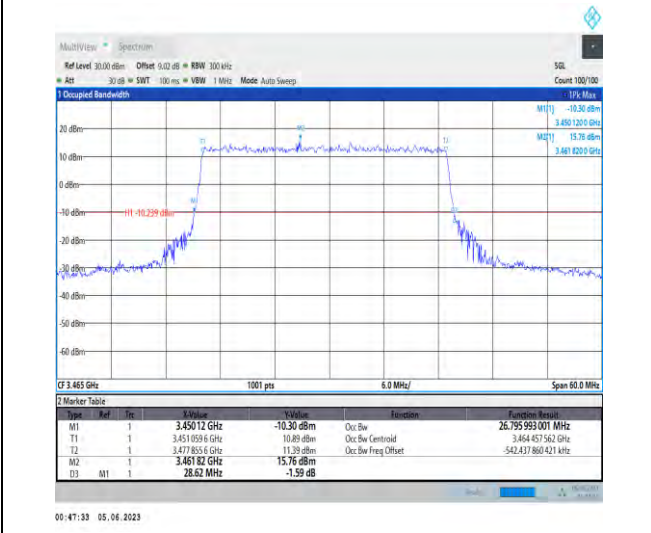 MultiView Spectrum
Ref Level 30.00 dBm Offset 9.02 dB RBW 300 kHz SGL
Att 30 dB SWT 100 ms VBW 1 MHz Mode Auto Sweep Count 100/100
1 Occupied Bandwidth 1Pk Max
M1[1] -10.30 dBm
3.450 1200 GHz
M2[1] 15.76 dBm
3.461 8200 GHz
20 dBm
10 dBm
0 dBm
-10 dBm
H1 -10.239 dBm
-20 dBm
-30 dBm
-40 dBm
-50 dBm
-60 dBm
CF 3.465 GHz 1001 pts 6.0 MHz/ Span 60.0 MHz
2 Marker Table
Type Ref Trc X-Value Y-Value Function Function Result
M1 1 3.45012 GHz -10.30 dBm Occ Bw 26.795 993 001 MHz
T1 1 3.451 059 6 GHz 10.89 dBm Occ Bw Centroid 3.464 457 562 GHz
T2 1 3.477 855 6 GHz 11.39 dBm Occ Bw Freq Offset -542.437 860 421 kHz
M2 1 3.461 82 GHz 15.76 dBm
D3 M1 1 28.62 MHz -1.59 dB
00:47:33 05.06.2023